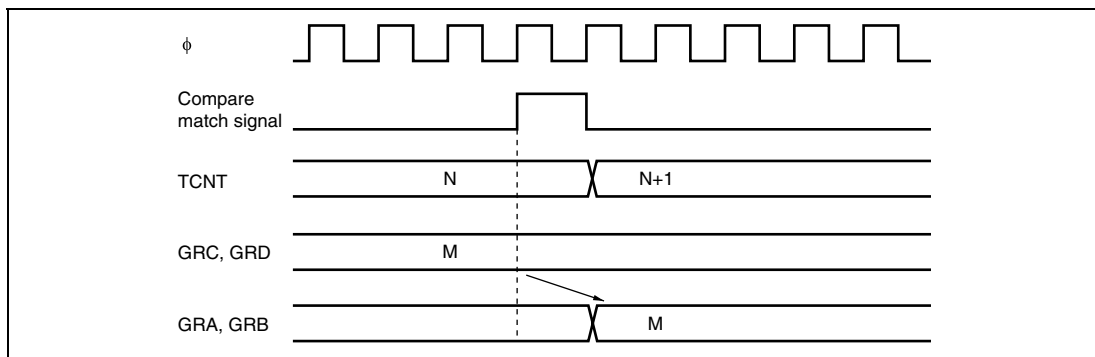 ϕ
Compare
match signal
TCNT N N+1
GRC, GRD M
GRA, GRB M